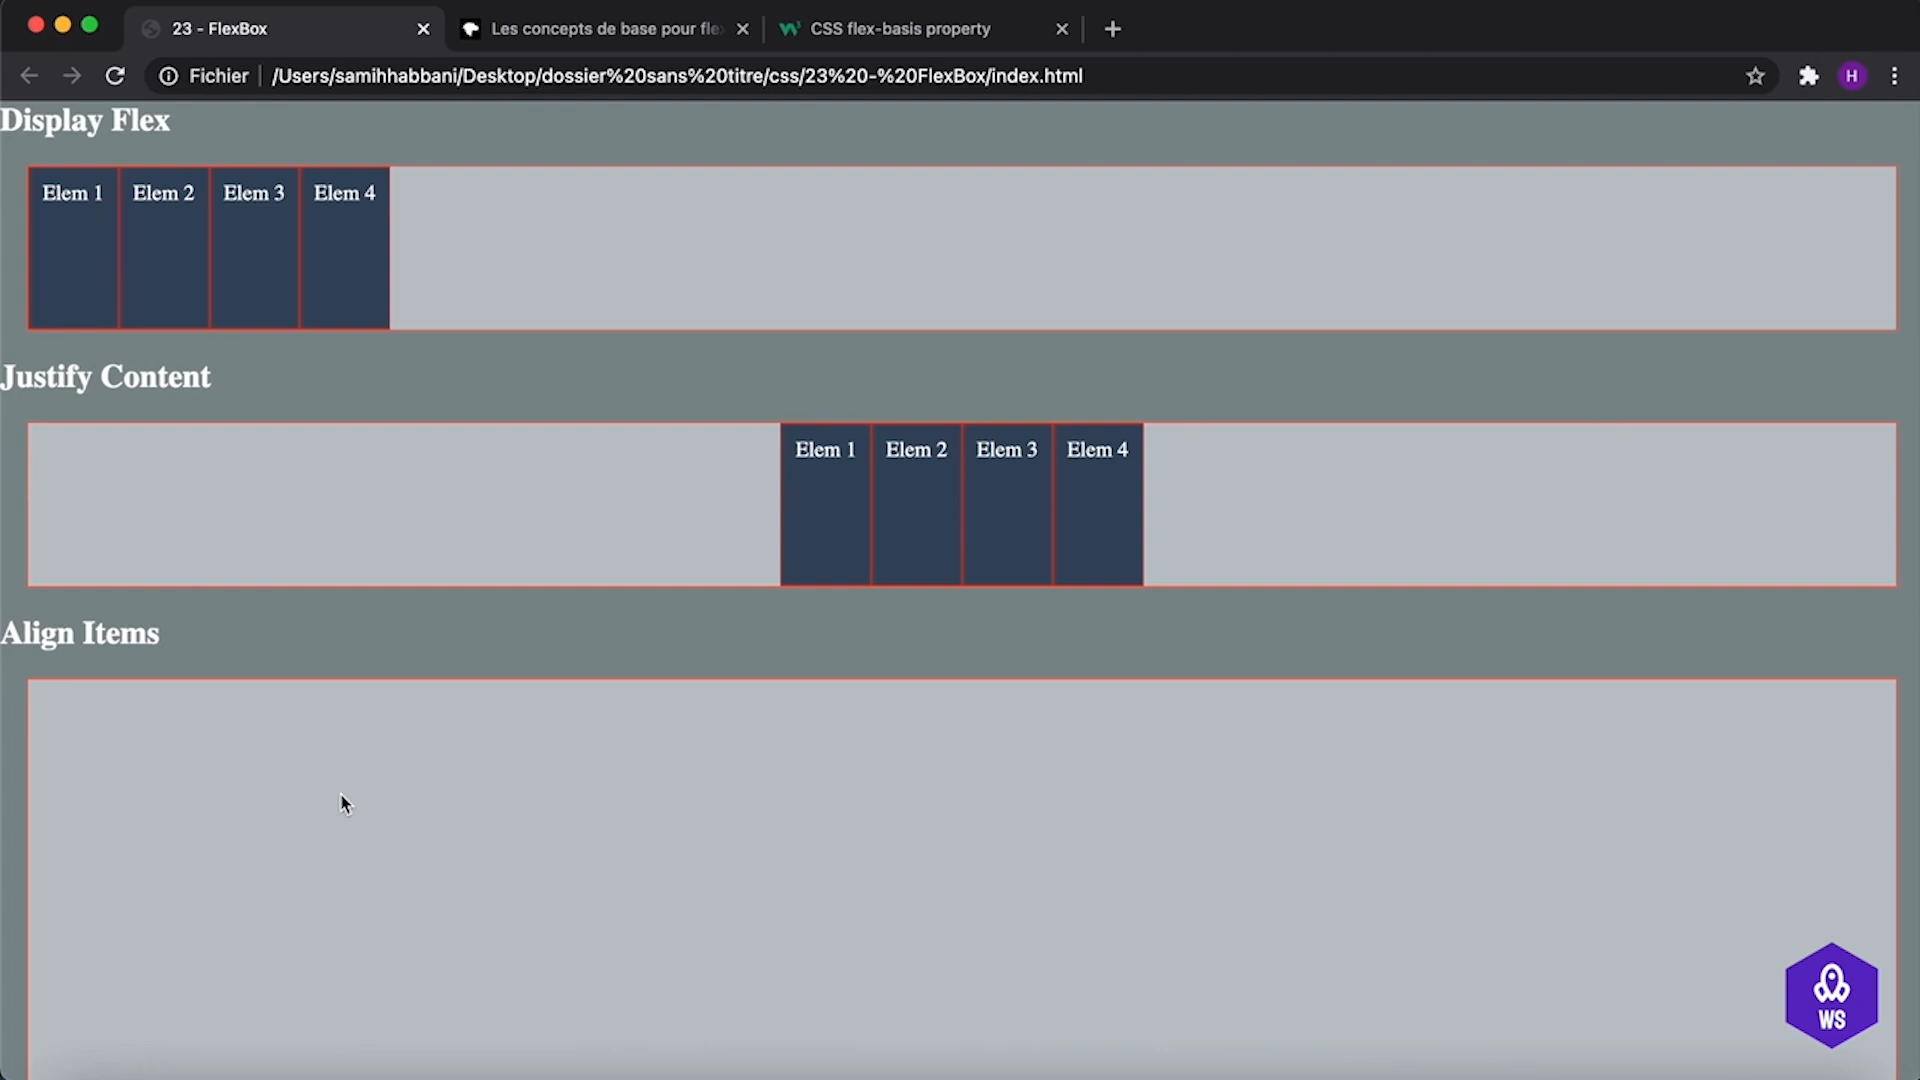 23 - FlexBox
Les concepts de base pour fle
CSS flex-basis property
Fichier
/Users/samihhabbani/Desktop/dossier%20sans%20titre/css/23%20-%20FlexBox/index.html
H
Display Flex
Elem 1
Elem 2
Elem 3
Elem 4
Justify Content
Elem 1
Elem 2
Elem 3
Elem 4
Align Items
WS